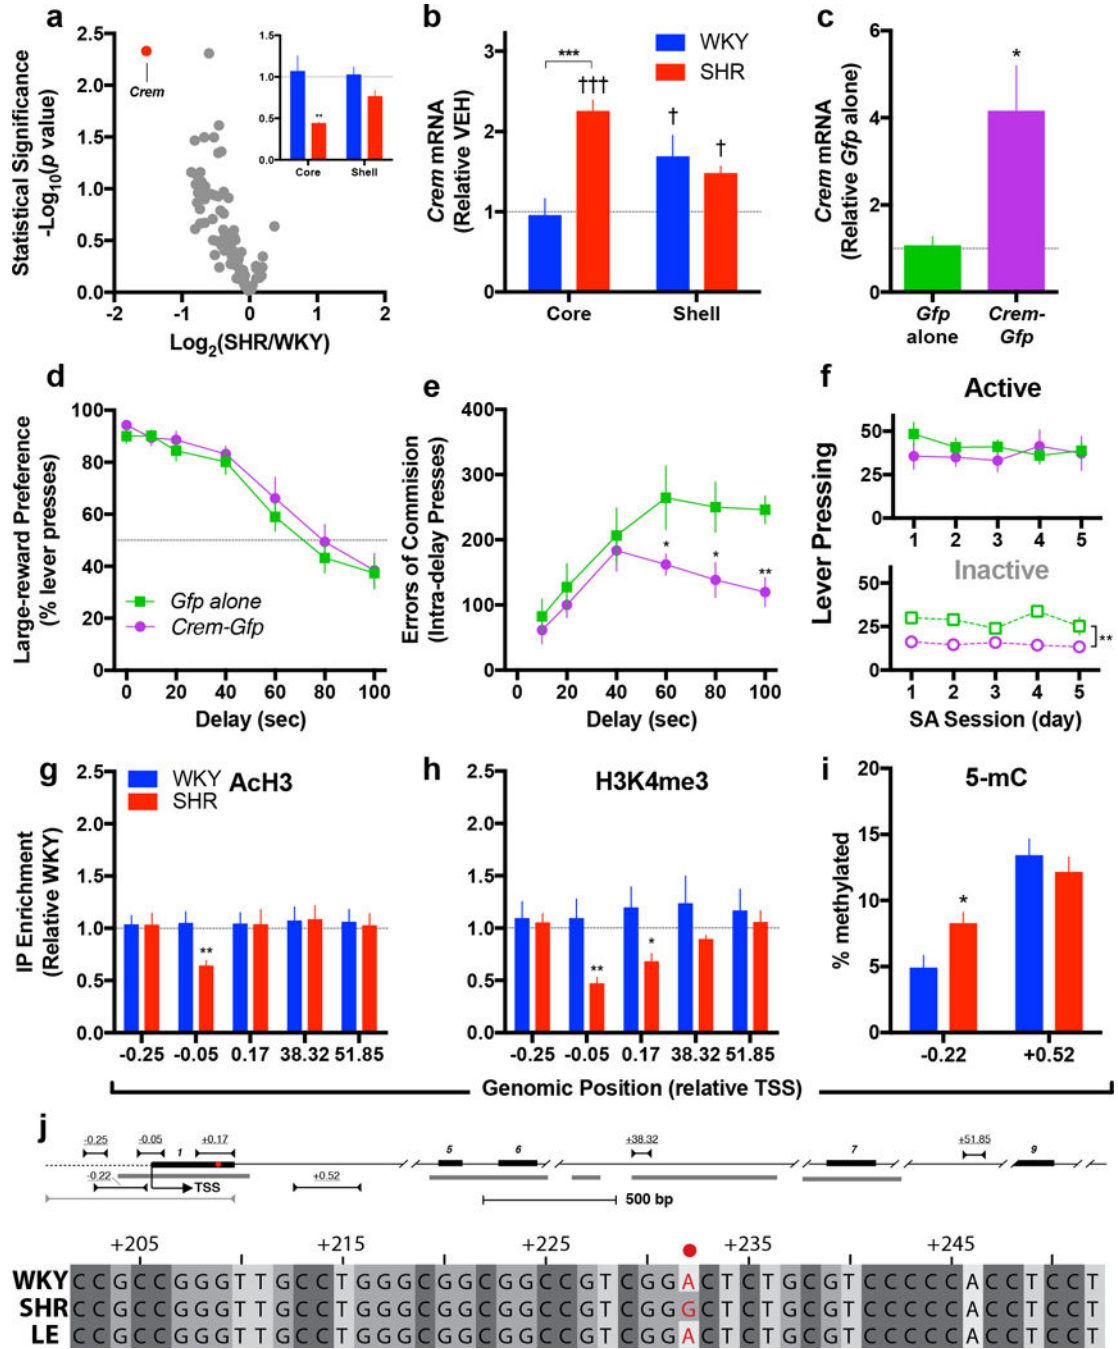 a
Statistical Significance
-Log10(p value)
2.5
2.0
1.5
1.0
0.5
0.0
-2 -1 0 1 2
Log2(SHR/WKY)
Crem
1.5
1.0
0.5
0.0
**
Core Shell
b
Crem mRNA
(Relative VEH)
3
2
1
0
WKY
SHR
***
†††
†
†
Core Shell
c
Crem mRNA
(Relative Gfp alone)
6
4
2
0
*
Gfp alone
Crem-Gfp
d
Large-reward Preference
(% lever presses)
100
80
60
40
20
0
Gfp alone
Crem-Gfp
0 20 40 60 80 100
Delay (sec)
e
Errors of Commision
(Intra-delay Presses)
400
300
200
100
0
* * **
0 20 40 60 80 100
Delay (sec)
f
Active
Lever Pressing
50
25
0
1 2 3 4 5
Inactive
50
25
0
**
1 2 3 4 5
SA Session (day)
g
WKY
SHR
AcH3
IP Enrichment
(Relative WKY)
2.5
2.0
1.5
1.0
0.5
0.0
**
-0.25 -0.05 0.17 38.32 51.85
h
H3K4me3
2.5
2.0
1.5
1.0
0.5
0.0
** *
-0.25 -0.05 0.17 38.32 51.85
i
5-mC
% methylated
20
15
10
5
0
*
-0.22 +0.52
Genomic Position (relative TSS)
j
-0.25 -0.05 +0.17 +38.32 +51.85
1 5 6 7 9
-0.22 TSS +0.52
500 bp
+205 +215 +225 +235 +245
WKY CCGCCGGGTTGCCTGGGCGGCGGCCGTCGGACTCTGCGTCCCCCACCTCCT
SHR CCGCCGGGTTGCCTGGGCGGCGGCCGTCGGGCTCTGCGTCCCCCACCTCCT
LE CCGCCGGGTTGCCTGGGCGGCGGCCGTCGGACTCTGCGTCCCCCACCTCCT